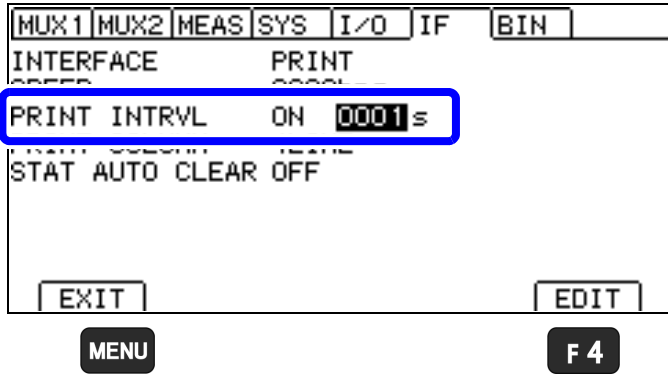 MUX1 MUX2 MEAS SYS I/O IF BIN
INTERFACE PRINT
PRINT INTRVL ON 0001 s
STAT AUTO CLEAR OFF
EXIT EDIT
MENU F4